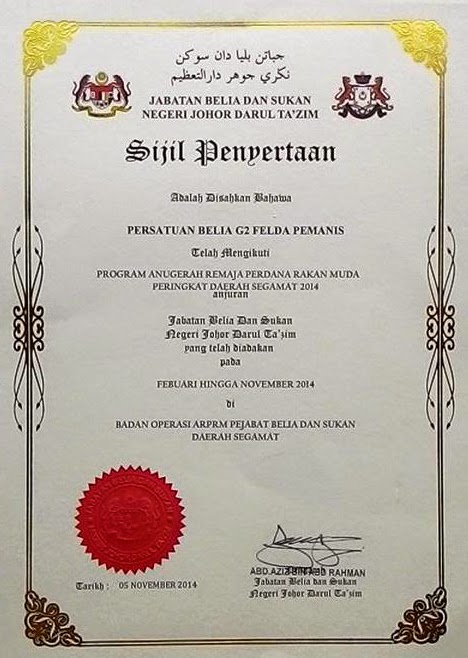 جباتن بليا دان سوكن
نݢري جوهر دارالتعظيم
JABATAN BELIA DAN SUKAN
NEGERI JOHOR DARUL TA'ZIM
Sijil Penyertaan
Adalah Disahkan Bahawa
PERSATUAN BELIA G2 FELDA PEMANIS
Telah Mengikuti
PROGRAM ANUGERAH REMAJA PERDANA RAKAN MUDA
PERINGKAT DAERAH SEGAMAT 2014
anjuran
Jabatan Belia Dan Sukan
Negeri Johor Darul Ta'zim
yang telah diadakan
pada
FEBUARI HINGGA NOVEMBER 2014
di
BADAN OPERASI ARPRM PEJABAT BELIA DAN SUKAN
DAERAH SEGAMAT
ABD.AZIZ BIN ABD RAHMAN
Jabatan Belia dan Sukan
Negeri Johor Darul Ta'zim
Tarikh : 05 NOVEMBER 2014